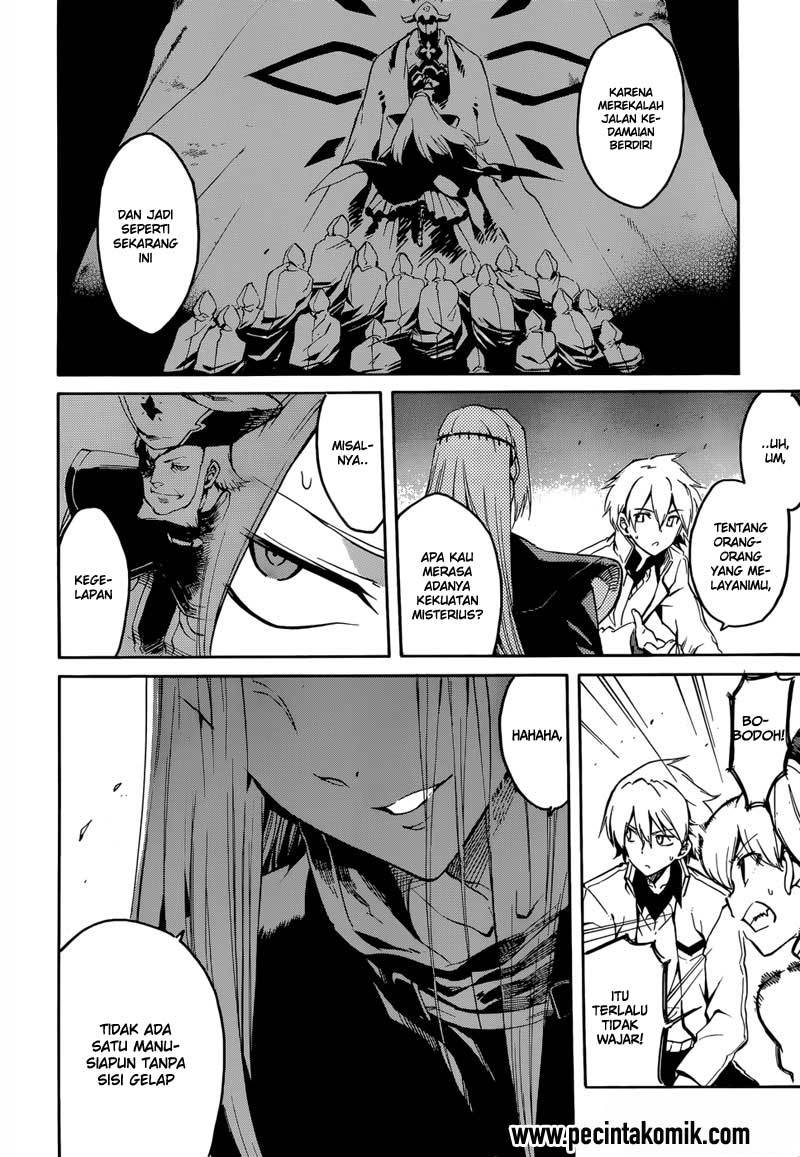 KARENA
MEREKALAH
JALAN KE-
DAMAIAN
BERDIRI
DAN JADI
SEPERTI
SEKARANG
INI
..UH,
UM,
TENTANG
ORANG-
ORANG
YANG ME-
LAYANIMU,
APA KAU
MERASA
ADANYA
KEKUATAN
MISTERIUS?
MISAL-
NYA..
KEGE-
LAPAN
BO-
BODOH!
ITU
TERLALU
TIDAK
WAJAR!
HAHAHA,
TIDAK ADA
SATU MANU-
SIAPUN TANPA
SISI GELAP
www.pecintakomik.com